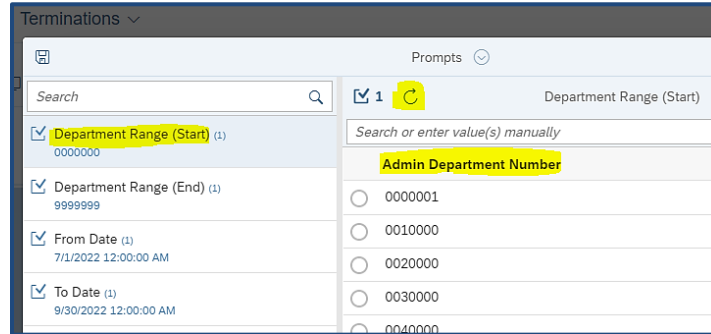 Terminations
Prompts
Search
Department Range (Start) (1)
0000000
Department Range (End) (1)
9999999
From Date (1)
7/1/2022 12:00:00 AM
To Date (1)
9/30/2022 12:00:00 AM
1
Department Range (Start)
Search or enter value(s) manually
Admin Department Number
0000001
0010000
0020000
0030000
0040000